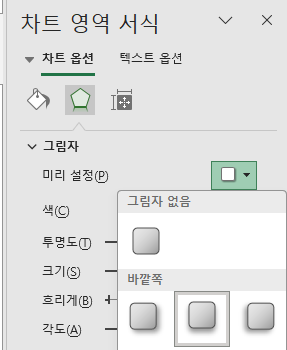 차트 영역 서식
차트 옵션 텍스트 옵션
그림자
미리 설정(P)
그림자 없음
색(C)
투명도(T)
크기(S)
바깥쪽
흐리게(B)
각도(A)